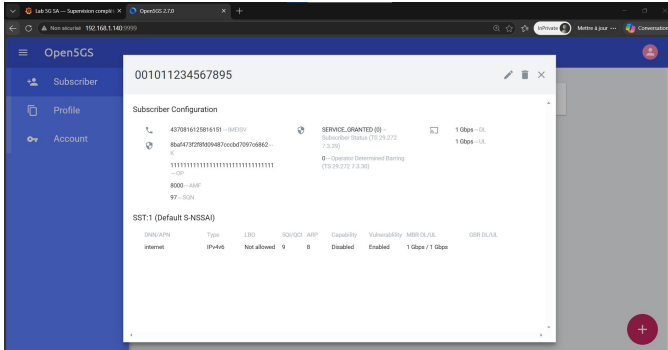 Lab 5G SA — Supervision complèt
Open5GS 2.7.0
Non sécurisé 192.168.1.140:9999
InPrivate
Mettre à jour
Conversation
Open5GS
Subscriber
Profile
Account
001011234567895
Subscriber Configuration
4370816125816151—IMEISV
8baf473f2f8fd09487cccbd7097c6862—
K
11111111111111111111111111111111
—OP
8000—AMF
97—SQN
SERVICE_GRANTED (0)—
Subscriber Status (TS 29.272
7.3.29)
0—Operator Determined Barring
(TS 29.272 7.3.30)
1 Gbps—DL
1 Gbps—UL
SST:1 (Default S-NSSAI)
DNN/APN Type LBO 5QI/QCI ARP Capability Vulnerablility MBR DL/UL GBR DL/UL
internet IPv4v6 Not allowed 9 8 Disabled Enabled 1 Gbps / 1 Gbps